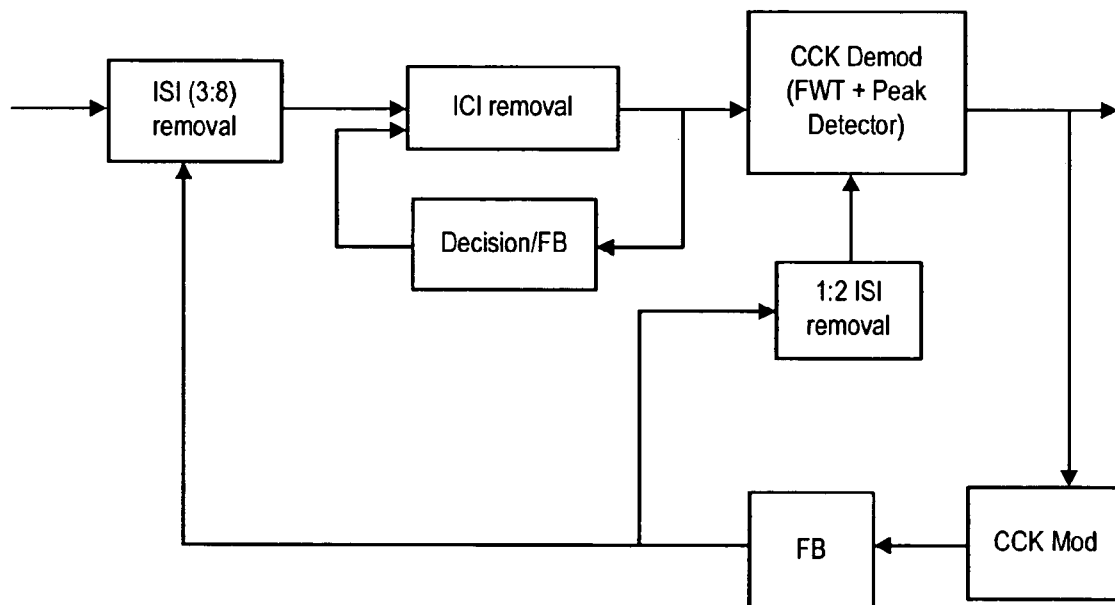 ISI (3:8)
removal
ICI removal
CCK Demod
(FWT + Peak
Detector)
Decision/FB
1:2 ISI
removal
FB
CCK Mod